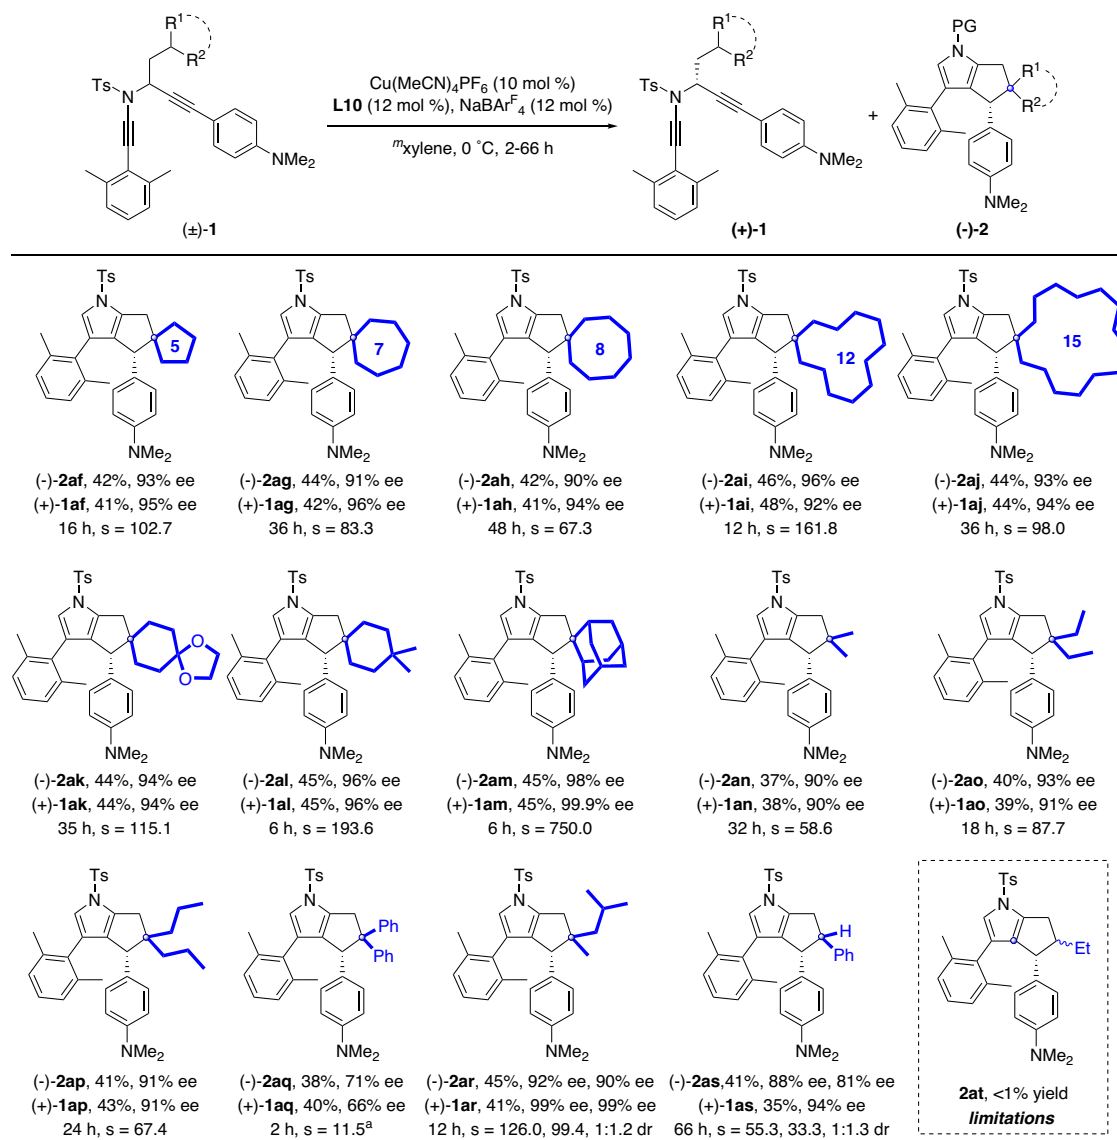 R1
R2
Ts
N
NMe2
(±)-1
Cu(MeCN)4PF6 (10 mol %)
L10 (12 mol %), NaBArF4 (12 mol %)
mxylene, 0 ˚C, 2-66 h
R1
R2
Ts
N
NMe2
(+)-1
+
PG
N
R1
R2
NMe2
(-)-2
Ts
N
5
NMe2
(-)-2af, 42%, 93% ee
(+)-1af, 41%, 95% ee
16 h, s = 102.7
Ts
N
7
NMe2
(-)-2ag, 44%, 91% ee
(+)-1ag, 42%, 96% ee
36 h, s = 83.3
Ts
N
8
NMe2
(-)-2ah, 42%, 90% ee
(+)-1ah, 41%, 94% ee
48 h, s = 67.3
Ts
N
12
NMe2
(-)-2ai, 46%, 96% ee
(+)-1ai, 48%, 92% ee
12 h, s = 161.8
Ts
N
15
NMe2
(-)-2aj, 44%, 93% ee
(+)-1aj, 44%, 94% ee
36 h, s = 98.0
Ts
N
O
O
NMe2
(-)-2ak, 44%, 94% ee
(+)-1ak, 44%, 94% ee
35 h, s = 115.1
Ts
N
NMe2
(-)-2al, 45%, 96% ee
(+)-1al, 45%, 96% ee
6 h, s = 193.6
Ts
N
NMe2
(-)-2am, 45%, 98% ee
(+)-1am, 45%, 99.9% ee
6 h, s = 750.0
Ts
N
NMe2
(-)-2an, 37%, 90% ee
(+)-1an, 38%, 90% ee
32 h, s = 58.6
Ts
N
NMe2
(-)-2ao, 40%, 93% ee
(+)-1ao, 39%, 91% ee
18 h, s = 87.7
Ts
N
NMe2
(-)-2ap, 41%, 91% ee
(+)-1ap, 43%, 91% ee
24 h, s = 67.4
Ts
N
Ph
Ph
NMe2
(-)-2aq, 38%, 71% ee
(+)-1aq, 40%, 66% ee
2 h, s = 11.5a
Ts
N
NMe2
(-)-2ar, 45%, 92% ee, 90% ee
(+)-1ar, 41%, 99% ee, 99% ee
12 h, s = 126.0, 99.4, 1:1.2 dr
Ts
N
H
Ph
NMe2
(-)-2as,41%, 88% ee, 81% ee
(+)-1as, 35%, 94% ee
66 h, s = 55.3, 33.3, 1:1.3 dr
Ts
N
Et
NMe2
2at, <1% yield
limitations